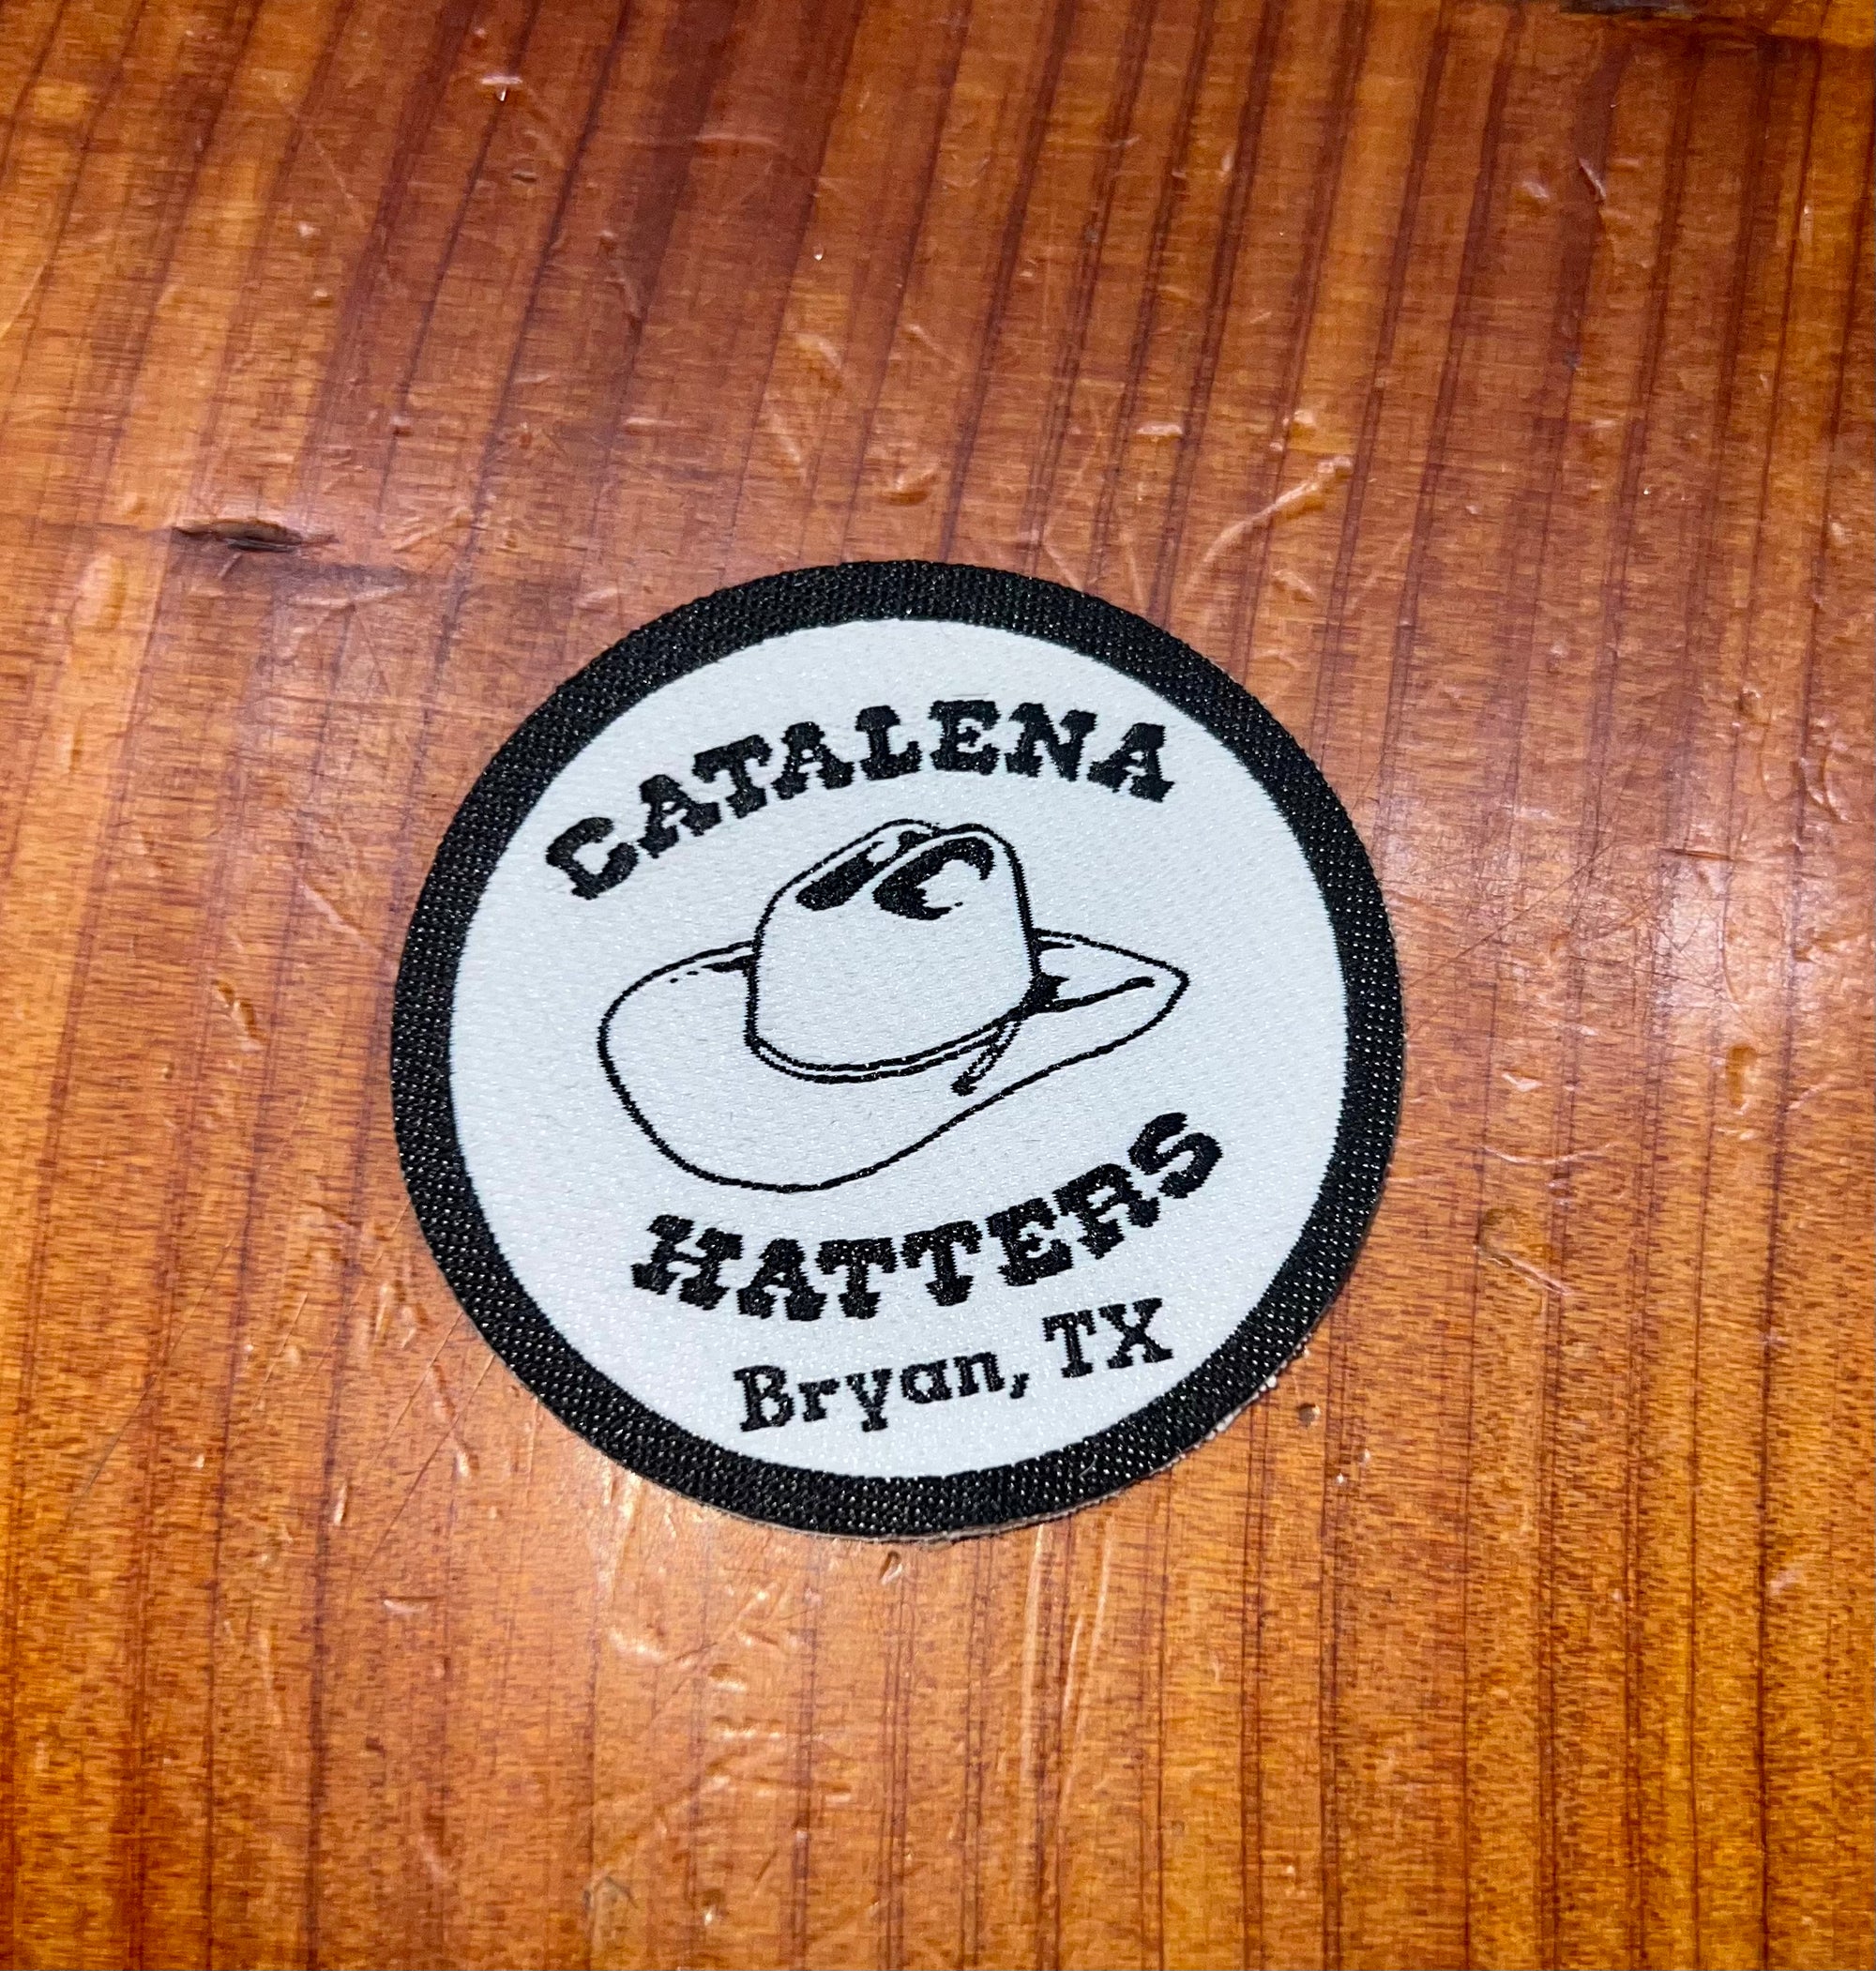 CATALENA
HATTERS
Bryan, TX